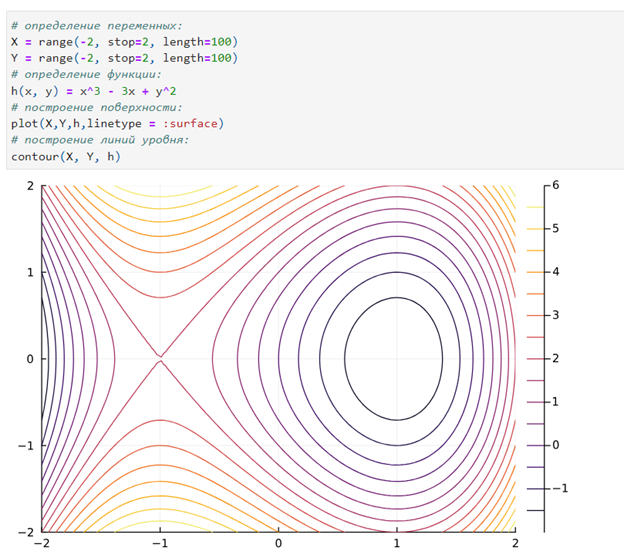 # определение переменных:
X = range(-2, stop=2, length=100)
Y = range(-2, stop=2, length=100)
# определение функции:
h(x, y) = x^3 - 3x + y^2
# построение поверхности:
plot(X,Y,h,linetype = :surface)
# построение линий уровня:
contour(X, Y, h)
2
1
0
−1
−2
−2
−1
0
1
2
6
5
4
3
2
1
0
−1